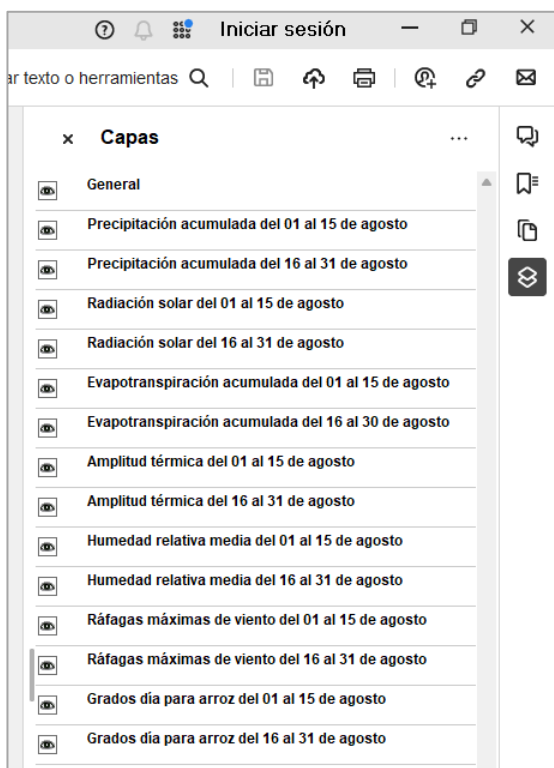 Iniciar sesión
ar texto o herramientas
Capas
General
Precipitación acumulada del 01 al 15 de agosto
Precipitación acumulada del 16 al 31 de agosto
Radiación solar del 01 al 15 de agosto
Radiación solar del 16 al 31 de agosto
Evapotranspiración acumulada del 01 al 15 de agosto
Evapotranspiración acumulada del 16 al 30 de agosto
Amplitud térmica del 01 al 15 de agosto
Amplitud térmica del 16 al 31 de agosto
Humedad relativa media del 01 al 15 de agosto
Humedad relativa media del 16 al 31 de agosto
Ráfagas máximas de viento del 01 al 15 de agosto
Ráfagas máximas de viento del 16 al 31 de agosto
Grados día para arroz del 01 al 15 de agosto
Grados día para arroz del 16 al 31 de agosto